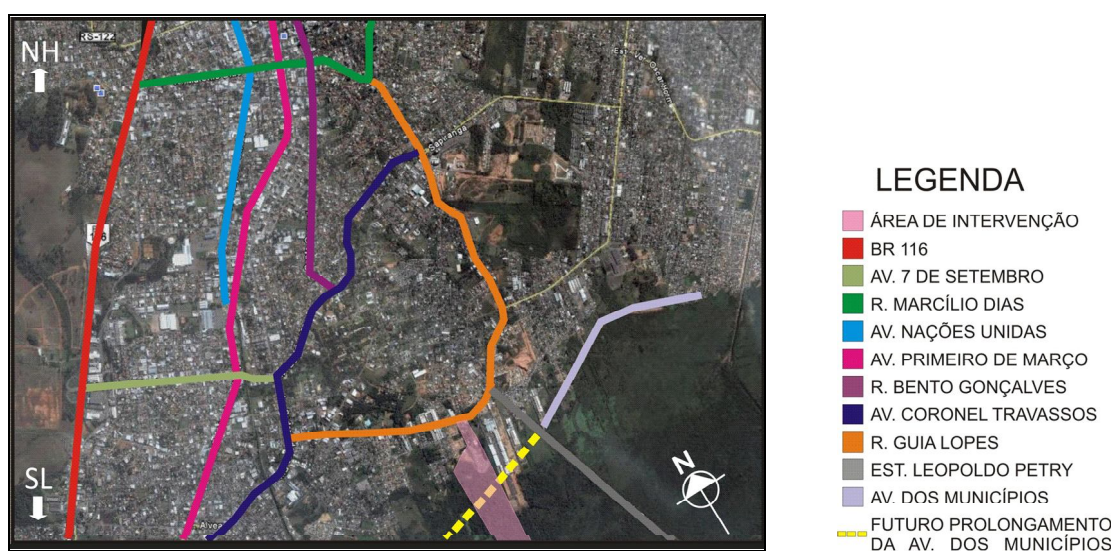 RS-122
NH
Sapiranga
SL
Alvea
N
LEGENDA
ÁREA DE INTERVENÇÃO
BR 116
AV. 7 DE SETEMBRO
R. MARCÍLIO DIAS
AV. NAÇÕES UNIDAS
AV. PRIMEIRO DE MARÇO
R. BENTO GONÇALVES
AV. CORONEL TRAVASSOS
R. GUIA LOPES
EST. LEOPOLDO PETRY
AV. DOS MUNICÍPIOS
FUTURO PROLONGAMENTO
DA AV. DOS MUNICÍPIOS